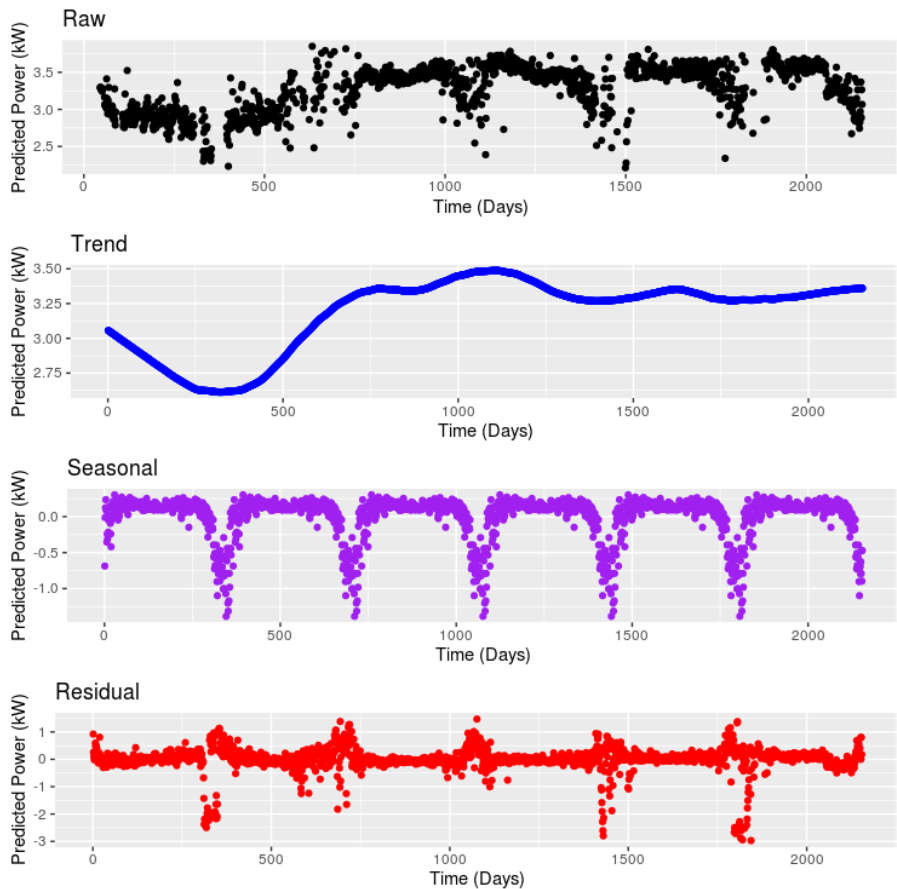 Raw
Predicted Power (kW)
3.5
3.0
2.5
0
500
1000
1500
2000
Time (Days)
Trend
Predicted Power (kW)
3.50
3.25
3.00
2.75
0
500
1000
1500
2000
Time (Days)
Seasonal
Predicted Power (kW)
0.0
-0.5
-1.0
0
500
1000
1500
2000
Time (Days)
Residual
Predicted Power (kW)
1
0
-1
-2
-3
0
500
1000
1500
2000
Time (Days)